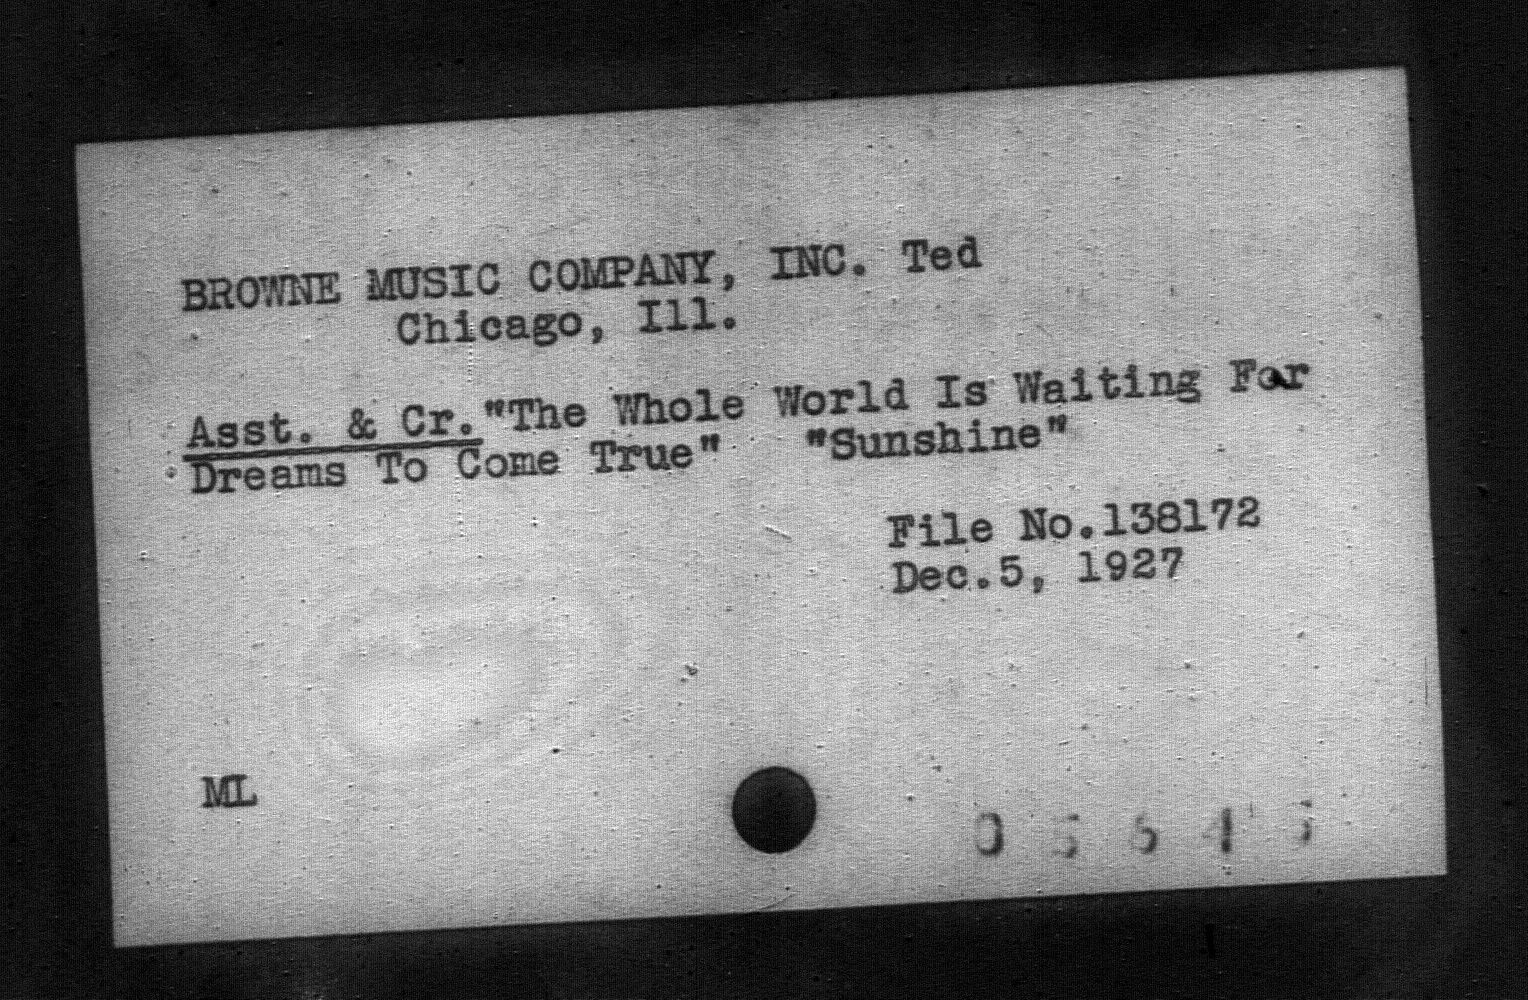 BROWNE MUSIC COMPANY, INC. Ted
Chicago, Ill.
Asst. & Cr."The Whole World Is Waiting For
Dreams To Come True" "Sunshine"
File No.138172
Dec.5, 1927
ML